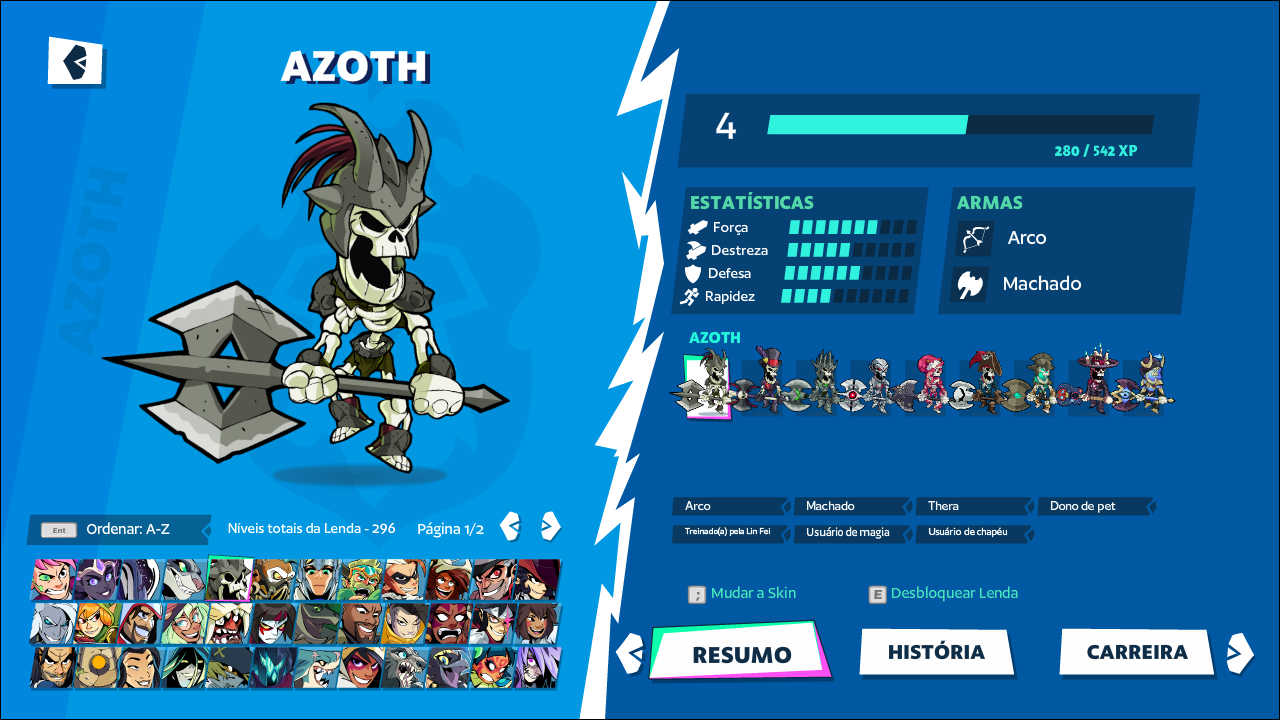 AZOTH
AZOTH
4
280 / 542 XP
ESTATÍSTICAS
Força
Destreza
Defesa
Rapidez
ARMAS
Arco
Machado
AZOTH
Arco
Machado
Thera
Dono de pet
Treinado(a) pela Lin Fei
Usuário de magia
Usuário de chapéu
Ent
Ordenar: A-Z
Níveis totais da Lenda - 296
Página 1/2
; Mudar a Skin
E Desbloquear Lenda
RESUMO
HISTÓRIA
CARREIRA